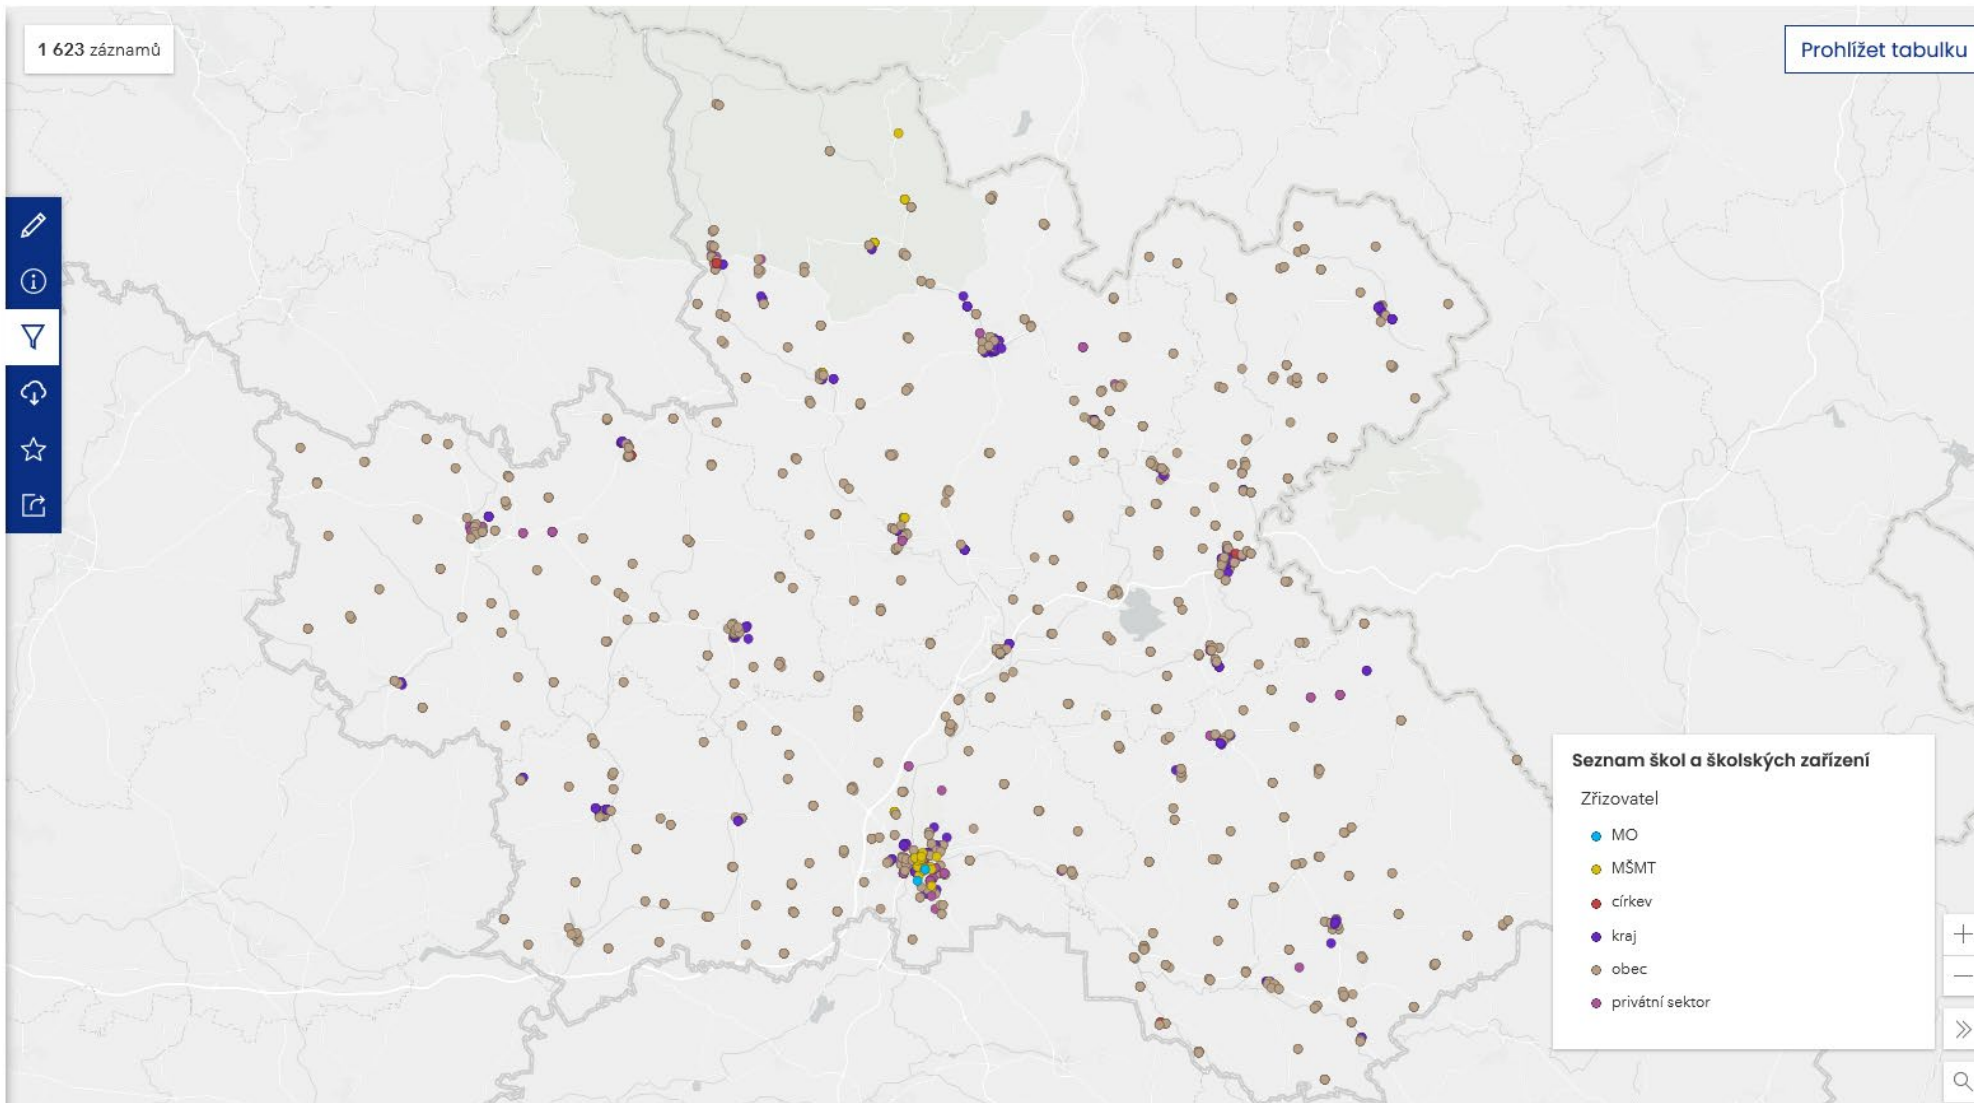 1 623 záznamů
Prohlížet tabulku
Seznam škol a školských zařízení
Zřizovatel
MO
MŠMT
církev
kraj
obec
privátní sektor